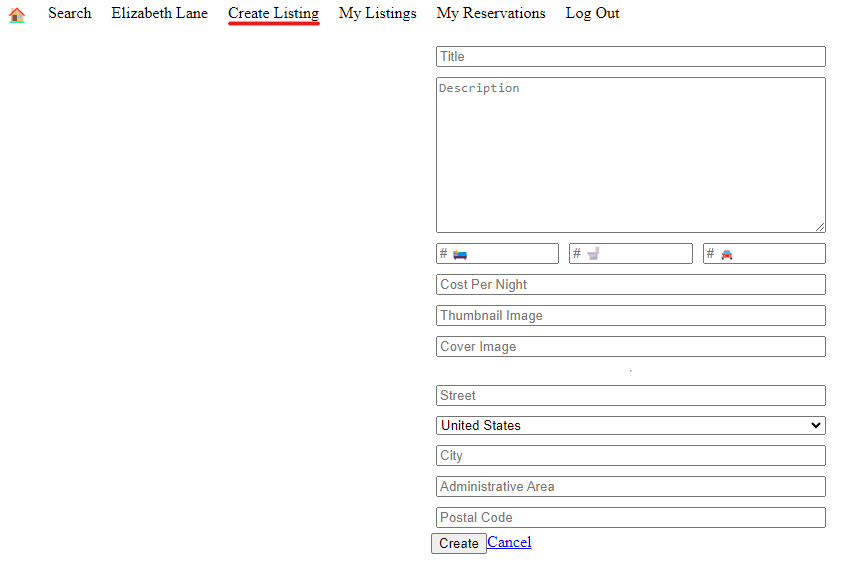 Search Elizabeth Lane Create Listing My Listings My Reservations Log Out
Title
Description
# # #
Cost Per Night
Thumbnail Image
Cover Image
Street
United States
City
Administrative Area
Postal Code
Create Cancel